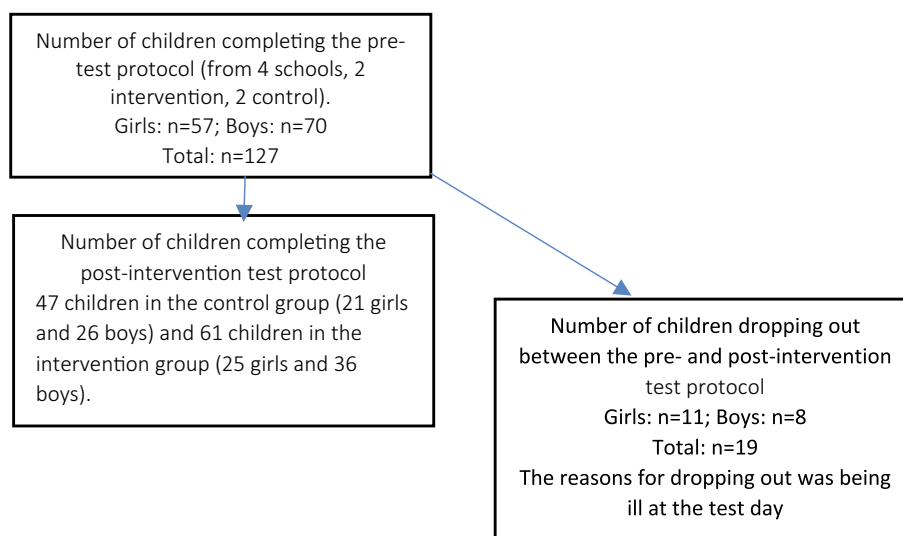 Number of children completing the pre-
test protocol (from 4 schools, 2
intervention, 2 control).
Girls: n=57; Boys: n=70
Total: n=127
Number of children completing the
post-intervention test protocol
47 children in the control group (21 girls
and 26 boys) and 61 children in the
intervention group (25 girls and 36
boys).
Number of children dropping out
between the pre- and post-intervention
test protocol
Girls: n=11; Boys: n=8
Total: n=19
The reasons for dropping out was being
ill at the test day